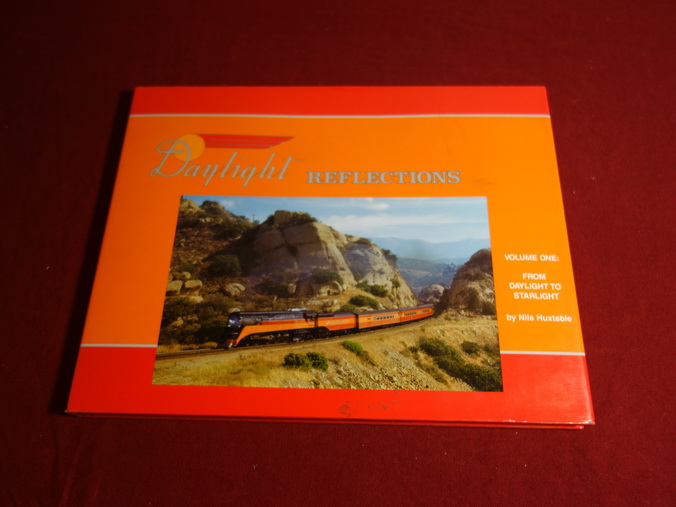 Daylight REFLECTIONS
VOLUME ONE:
FROM
DAYLIGHT TO
STARLIGHT
by Nils Huxtable